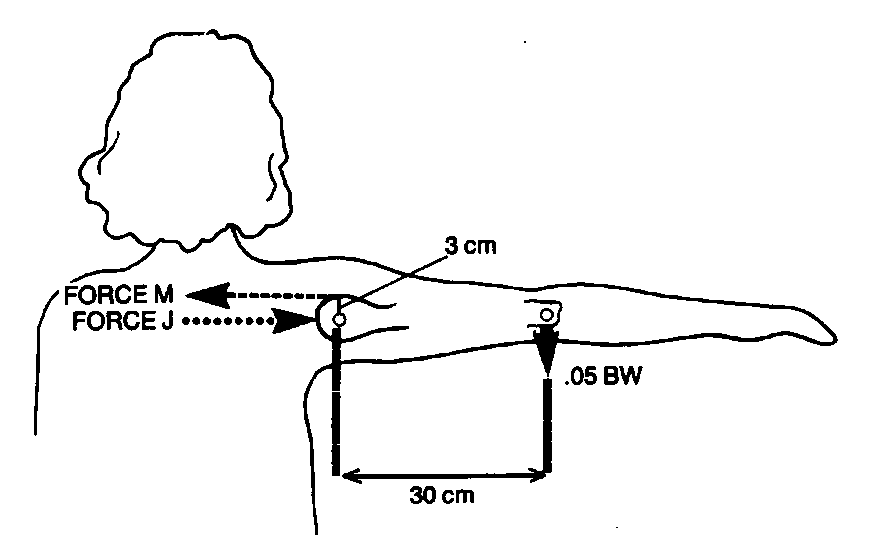 3 cm
FORCE M
FORCE J
.05 BW
30 cm